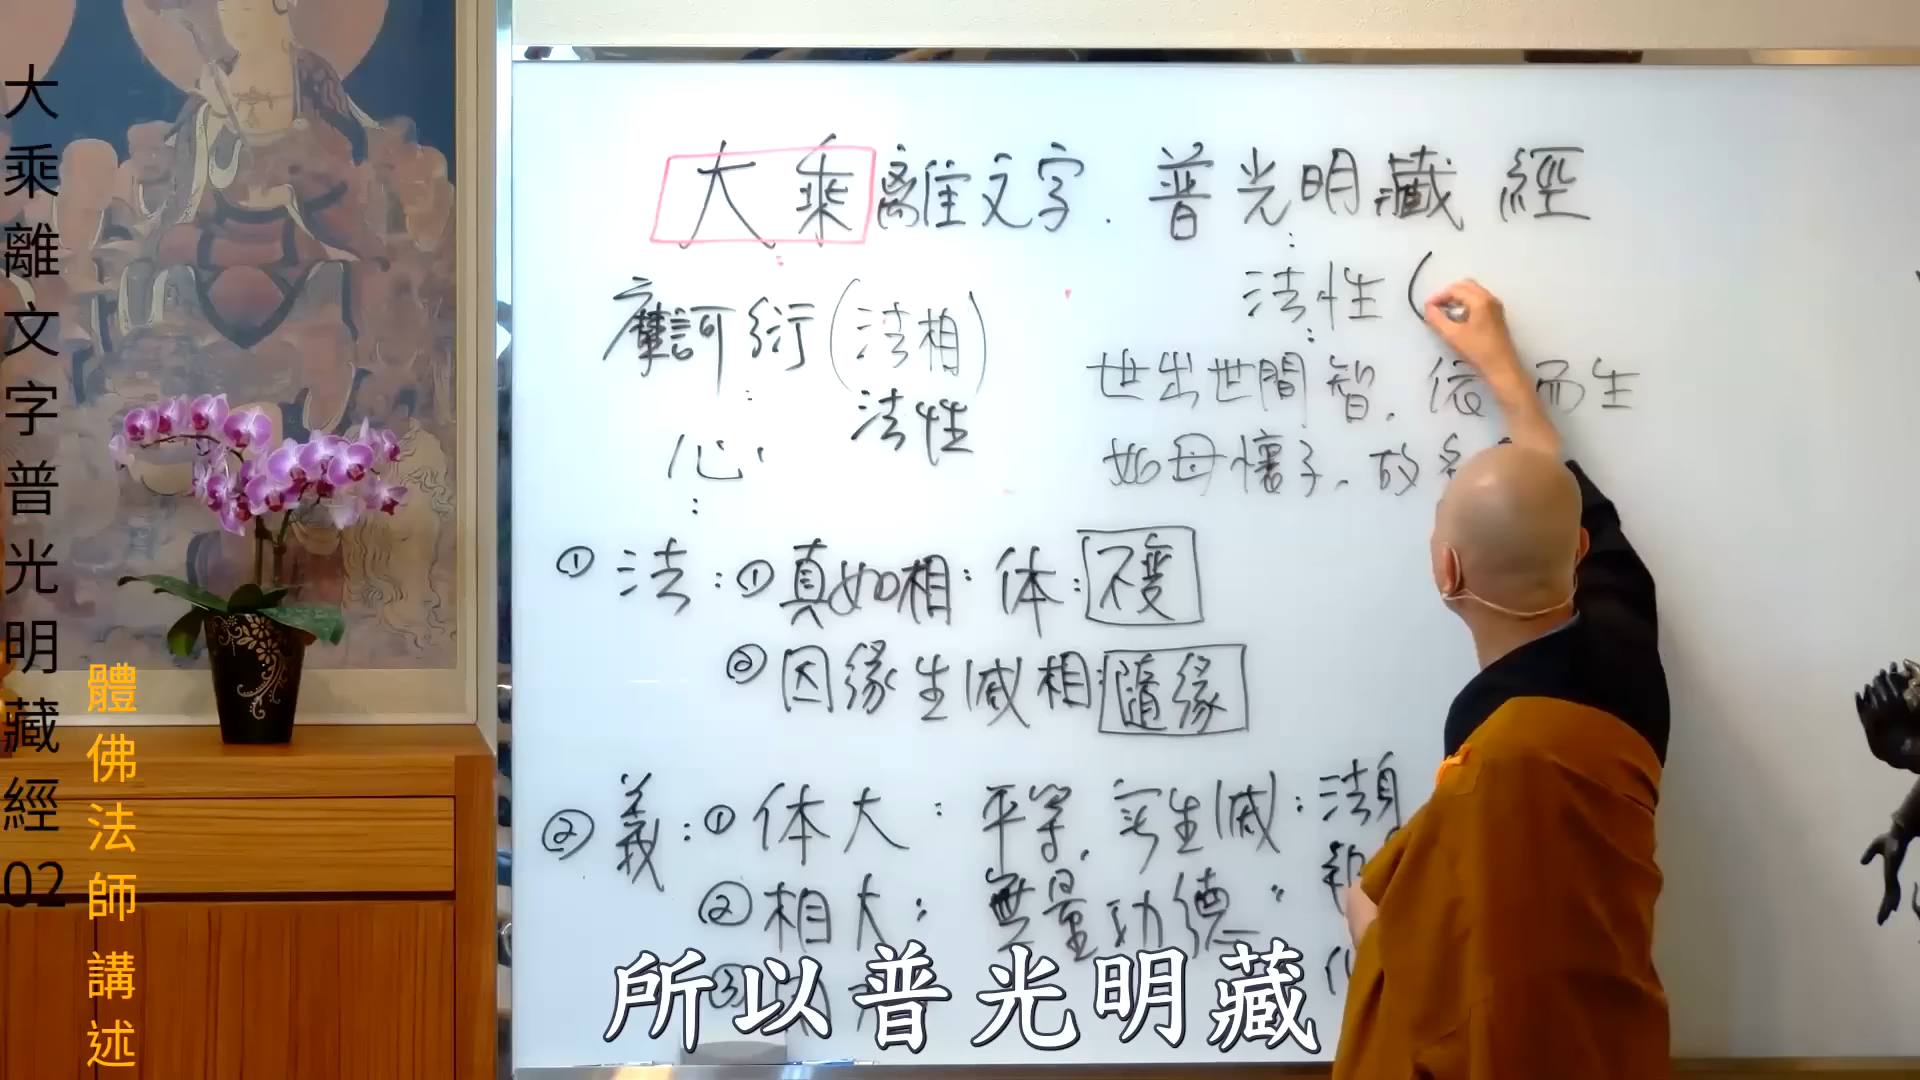 大乘離文字普光明藏經02
體佛法師 講述
大乘離文字.普光明藏經
法性(
摩訶衍(法相)
法性
世出世間智.依 而生
心
如母懷子.故名
① 法:①真如相:体:不變
② 因緣生滅相:隨緣
② 義:①体大:平等.無生滅:法身
②相大:無量功德"
③
所以普光明藏